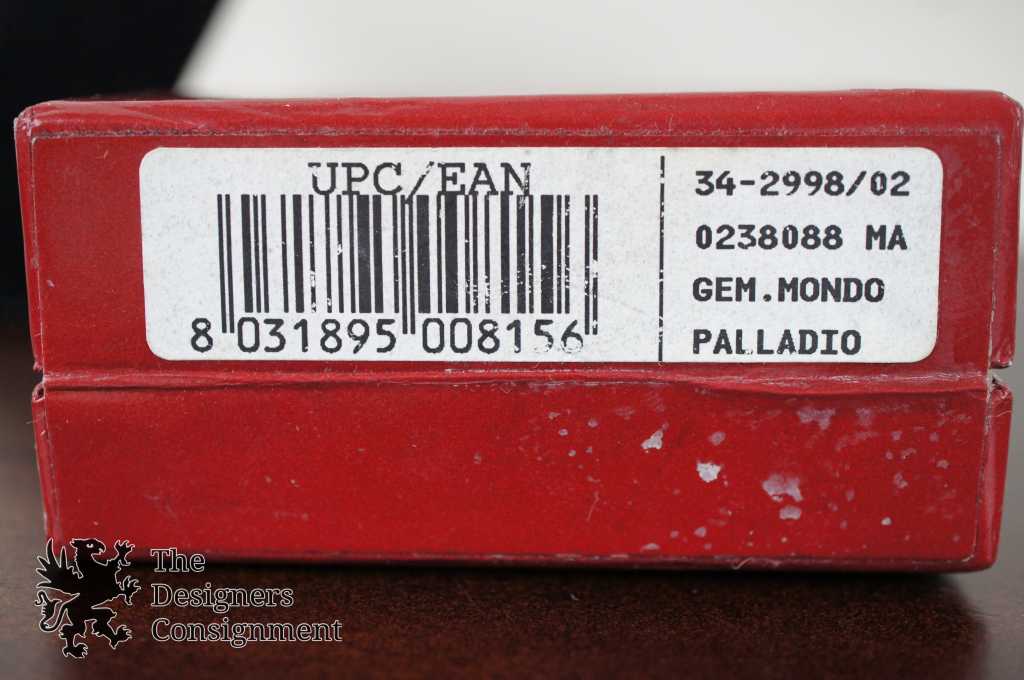 UPC/EAN
8 031895 008156
34-2998/02
0238088 MA
GEM.MONDO
PALLADIO
The
Designers
Consignment